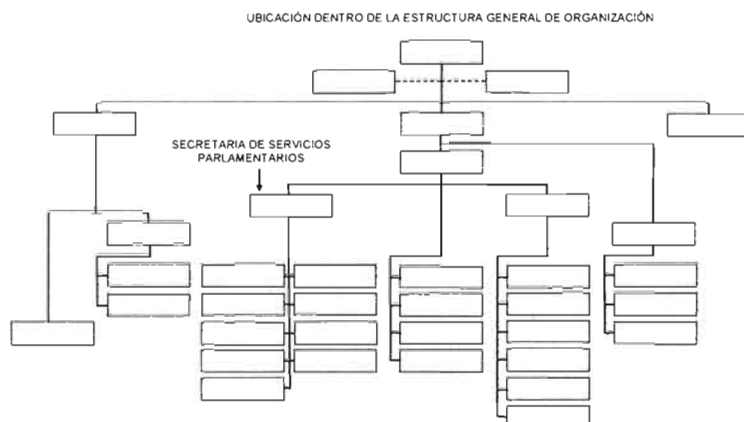 UBICACIÓN DENTRO DE LA ESTRUCTURA GENERAL DE ORGANIZACIÓN
SECRETARIA DE SERVICIOS
PARLAMENTARIOS